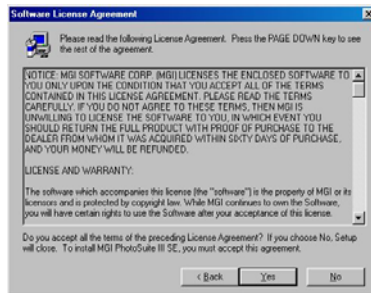 Software License Agreement
Please read the following License Agreement. Press the PAGE DOWN key to see
the rest of the agreement.
NOTICE: MGI SOFTWARE CORP. (MGI) LICENSES THE ENCLOSED SOFTWARE TO
YOU ONLY UPON THE CONDITION THAT YOU ACCEPT ALL OF THE TERMS
CONTAINED IN THIS LICENSE AGREEMENT. PLEASE READ THE TERMS
CAREFULLY. IF YOU DO NOT AGREE TO THESE TERMS, THEN MGI IS
UNWILLING TO LICENSE THE SOFTWARE TO YOU, IN WHICH EVENT YOU
SHOULD RETURN THE FULL PRODUCT WITH PROOF OF PURCHASE TO THE
DEALER FROM WHOM IT WAS ACQUIRED WITHIN SIXTY DAYS OF PURCHASE,
AND YOUR MONEY WILL BE REFUNDED.
LICENSE AND WARRANTY:
The software which accompanies this license (the "software") is the property of MGI or its
licensors and is protected by copyright law. While MGI continues to own the Software,
you will have certain rights to use the Software after your acceptance of this license.
Do you accept all the terms of the preceding License Agreement? If you choose No, Setup
will close. To install MGI PhotoSuite III SE, you must accept this agreement.
< Back Yes No